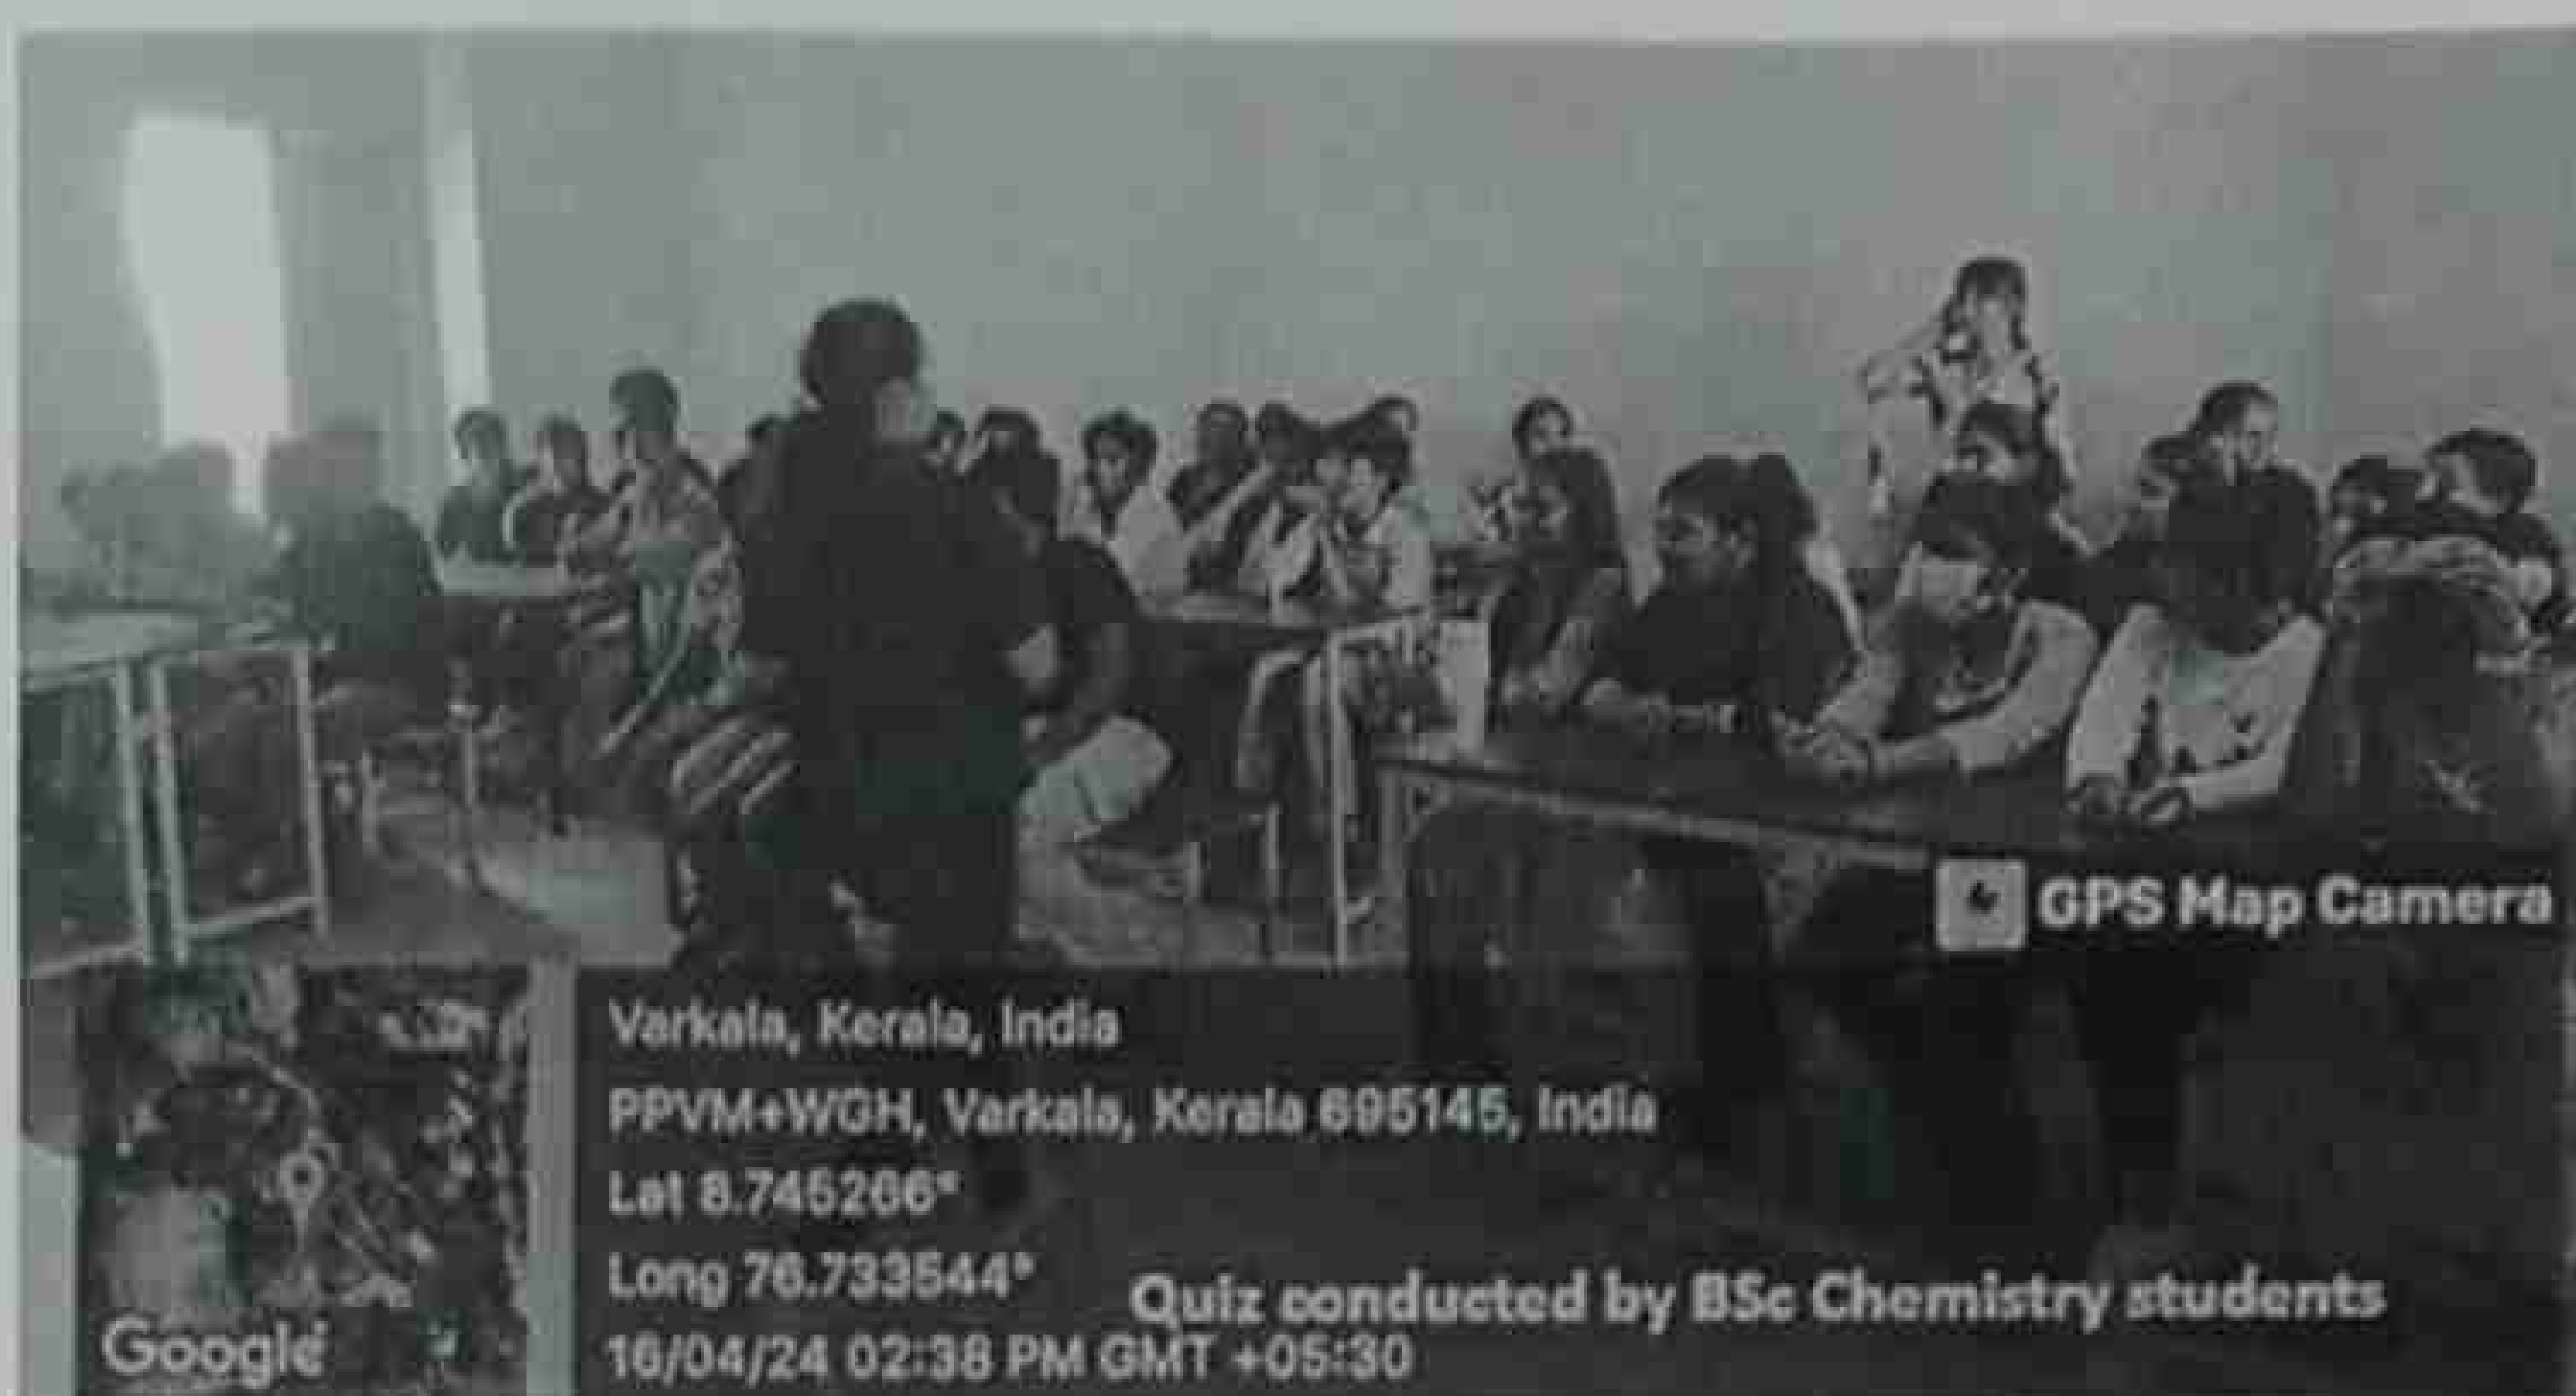 GPS Map Camera
Varkala, Kerala, India
PPVM+WGH, Varkala, Kerala 695145, India
Lat 8.745266°
Long 76.733544°
Quiz conducted by BSc Chemistry students
16/04/24 02:38 PM GMT +05:30
Google